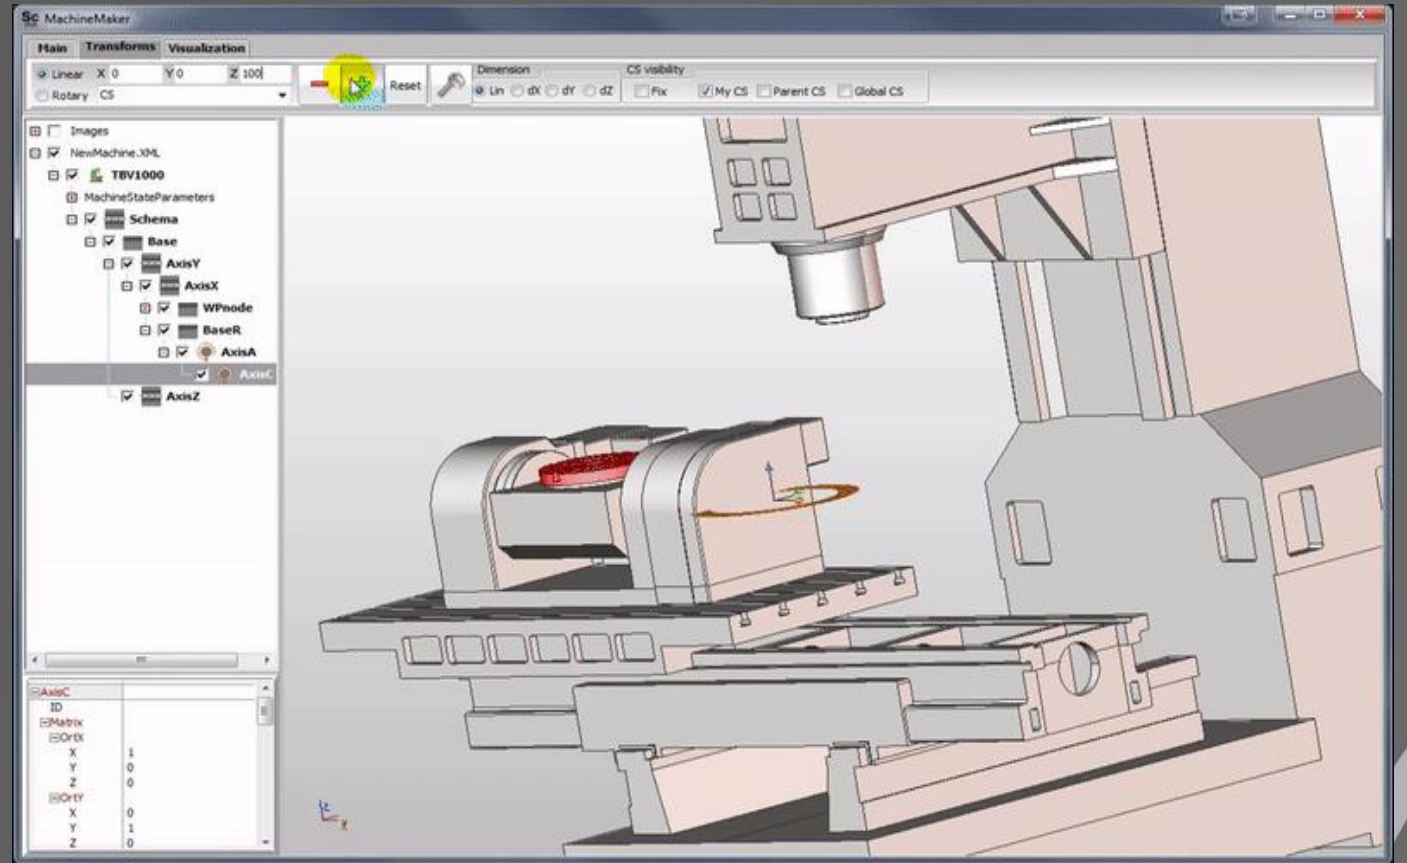 Sc MachineMaker
Main Transforms Visualization
Linear X 0 Y 0 Z 100 Dimension CS visibility
Reset Lin dX dY dZ Fix My CS Parent CS Global CS
Rotary CS
Images
NewMachine.XML
TBV1000
MachineStateParameters
Schema
Base
AxisY
AxisX
WPnode
BaseR
AxisA
AxisC
AxisZ
AxisC
ID
Matrix
OrtX
X 1
Y 0
Z 0
OrtY
X 0
Y 1
Z 0
Z
X